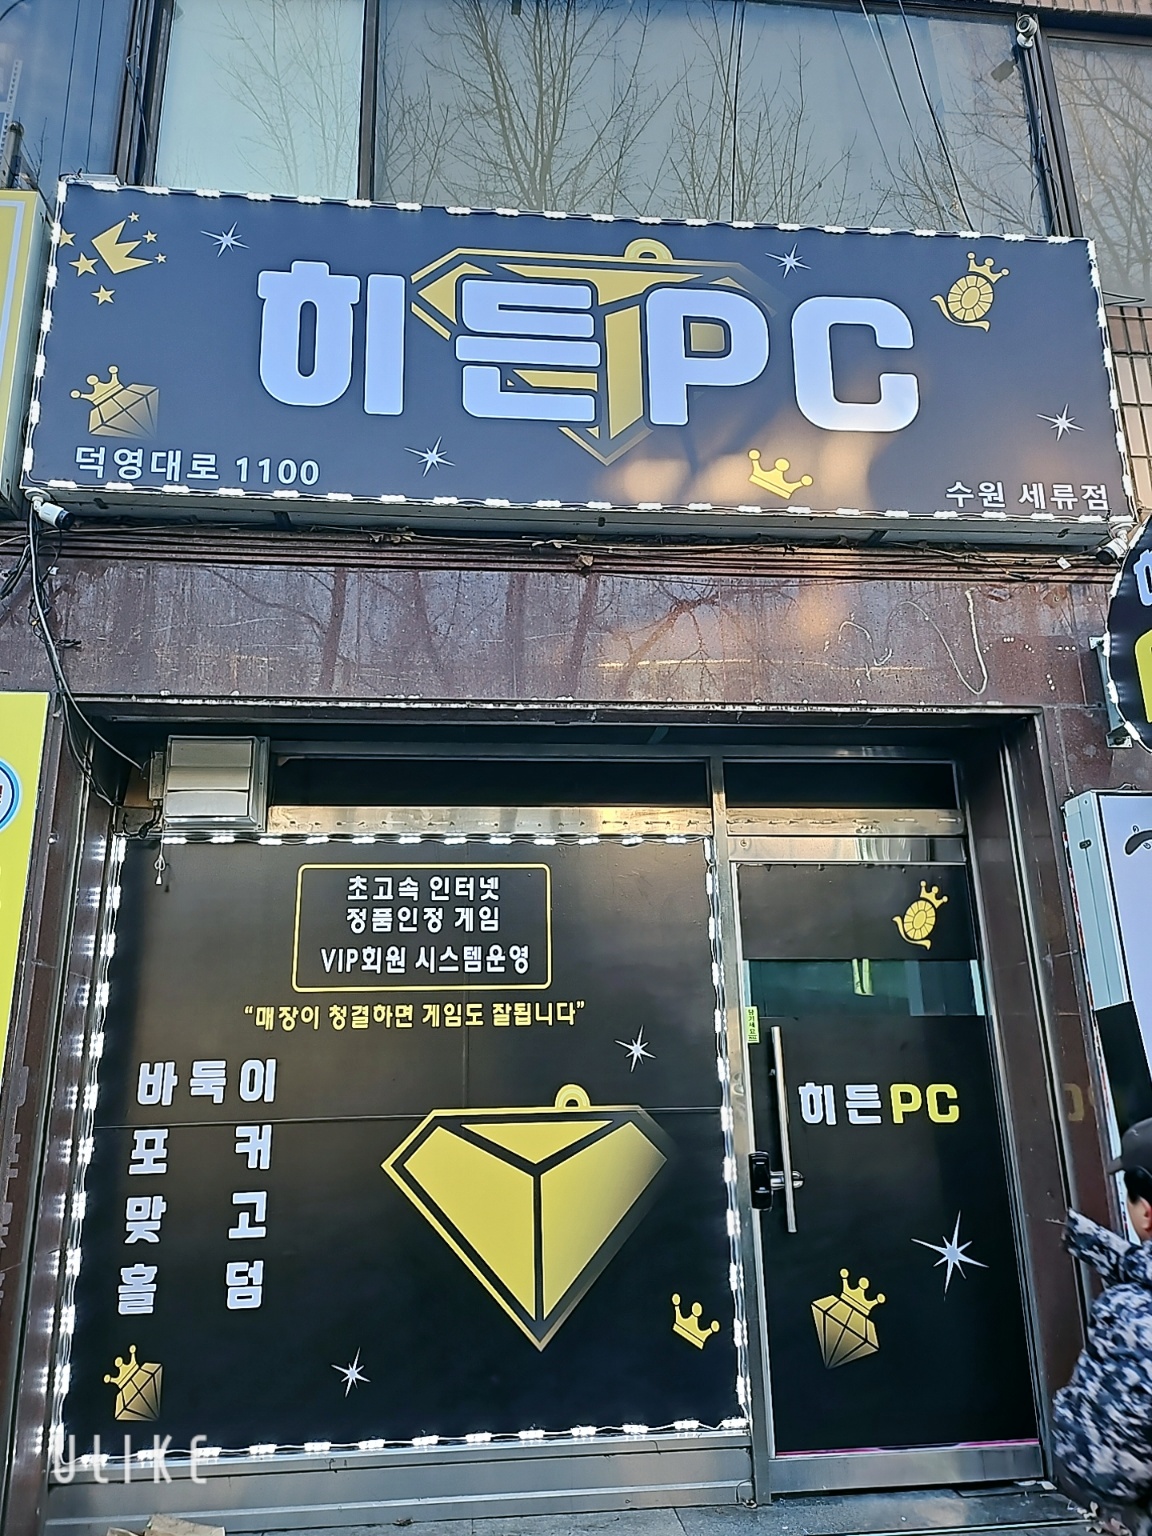 히든PC
덕영대로 1100
수원 세류점
초고속 인터넷
정품인정 게임
VIP회원 시스템운영
“매장이 청결하면 게임도 잘됩니다”
바둑이
포커
맞고
홀덤
히든PC
ULIKE